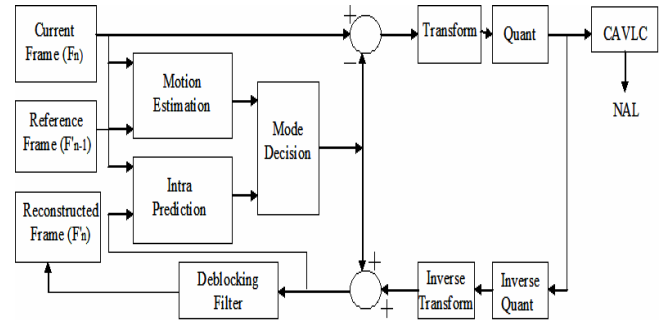 Current
Frame (Fn)
Transform
Quant
CAVLC
NAL
Motion
Estimation
Reference
Frame (F'n-1)
Mode
Decision
Intra
Prediction
Reconstructed
Frame (F'n)
Deblocking
Filter
Inverse
Transform
Inverse
Quant
+
−
+
+